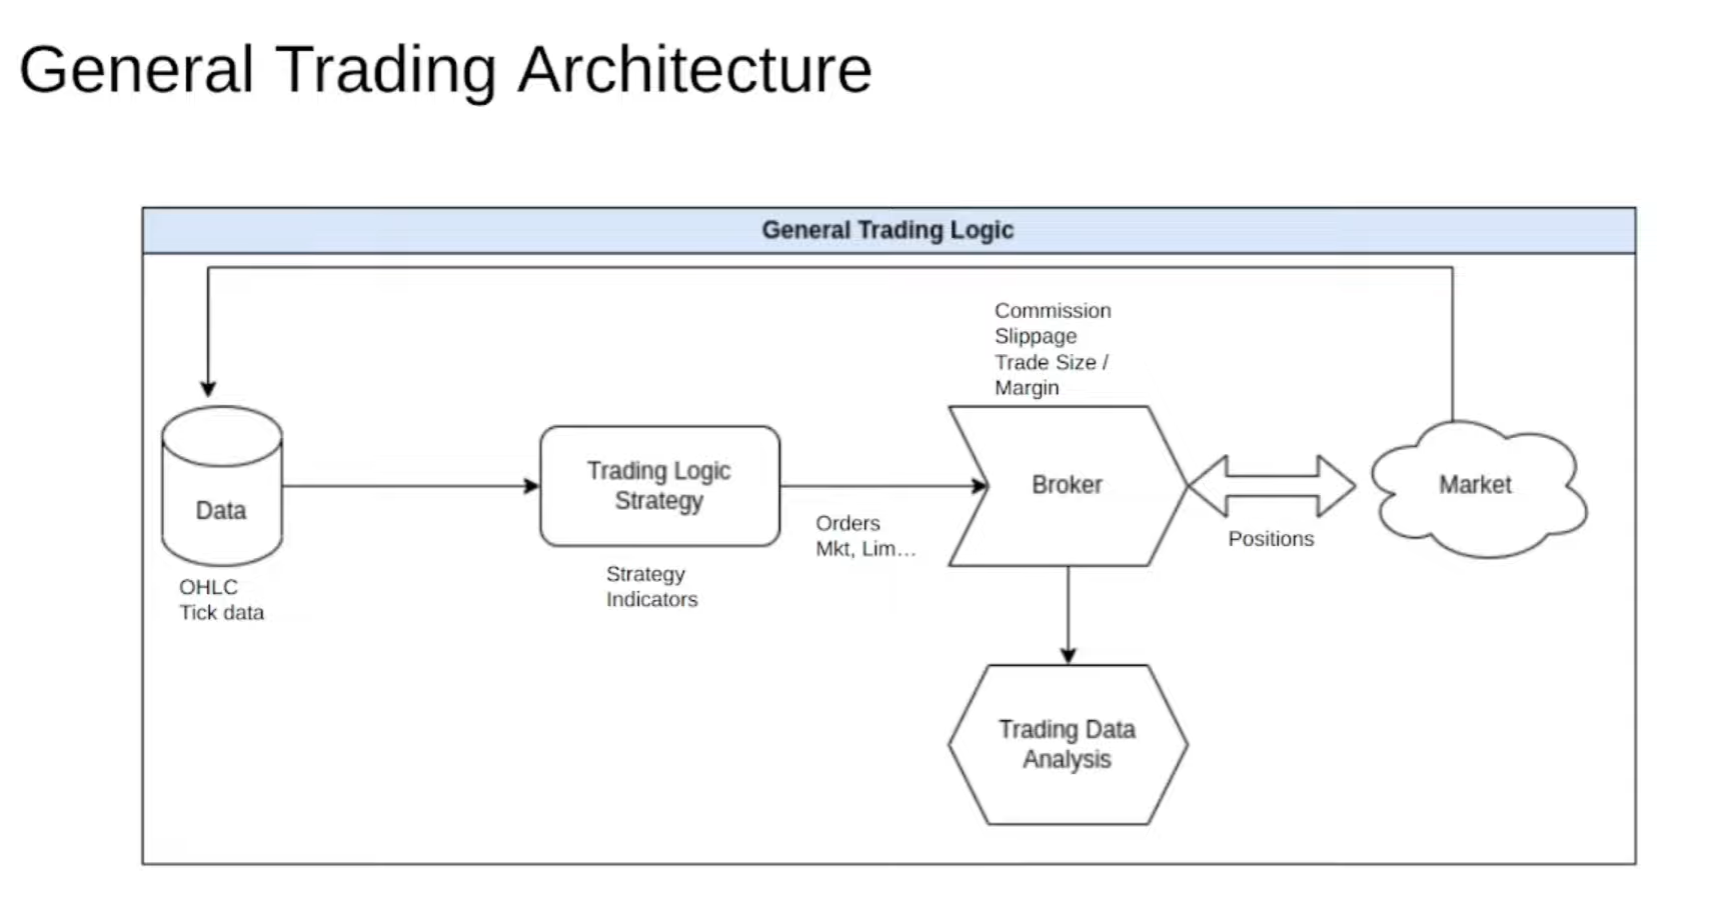 General Trading Architecture
General Trading Logic
Commission
Slippage
Trade Size /
Margin
Data
OHLC
Tick data
Trading Logic
Strategy
Strategy
Indicators
Orders
Mkt, Lim...
Broker
Positions
Market
Trading Data
Analysis